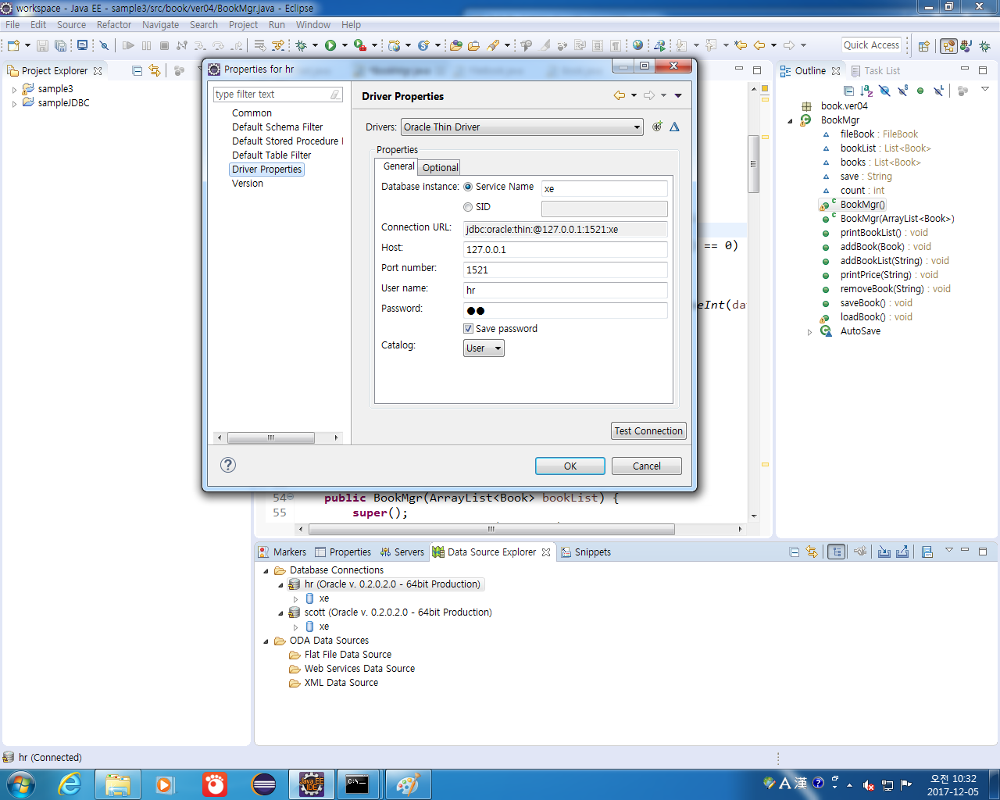 workspace - Java EE - sample3/src/book/ver04/BookMgr.java - Eclipse
File Edit Source Refactor Navigate Search Project Run Window Help
Quick Access
Project Explorer
sample3
sampleJDBC
Properties for hr
type filter text
Common
Default Schema Filter
Default Stored Procedure
Default Table Filter
Driver Properties
Version
Driver Properties
Drivers: Oracle Thin Driver
Properties
General Optional
Database instance: Service Name xe
SID
Connection URL: jdbc:oracle:thin:@127.0.0.1:1521:xe
Host: 127.0.0.1
Port number: 1521
User name: hr
Password: ●●
Save password
Catalog: User
Test Connection
OK Cancel
== 0)
eInt(da
54 public BookMgr(ArrayList<Book> bookList) {
55 super();
Outline Task List
book.ver04
BookMgr
fileBook : FileBook
bookList : List<Book>
books : List<Book>
save : String
count : int
BookMgr()
BookMgr(ArrayList<Book>)
printBookList() : void
addBook(Book) : void
addBookList(String) : void
printPrice(String) : void
removeBook(String) : void
saveBook() : void
loadBook() : void
AutoSave
Markers Properties Servers Data Source Explorer Snippets
Database Connections
hr (Oracle v. 0.2.0.2.0 - 64bit Production)
xe
scott (Oracle v. 0.2.0.2.0 - 64bit Production)
xe
ODA Data Sources
Flat File Data Source
Web Services Data Source
XML Data Source
hr (Connected)
Java EE
IDE
C:\_
A 漢
오전 10:32
2017-12-05